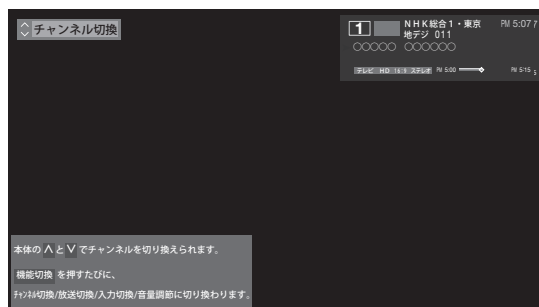 チャンネル切換
1 NHK総合1・東京 PM 5:07
地デジ 011
○○○○○ ○○○○○○
テレビ HD 16:9 ステレオ PM 5:00 PM 5:15
本体の ∧ と ∨ でチャンネルを切り換えられます。
機能切換 を押すたびに、
ﾁｬﾝﾈﾙ切換/放送切換/入力切換/音量調節に切り換わります。